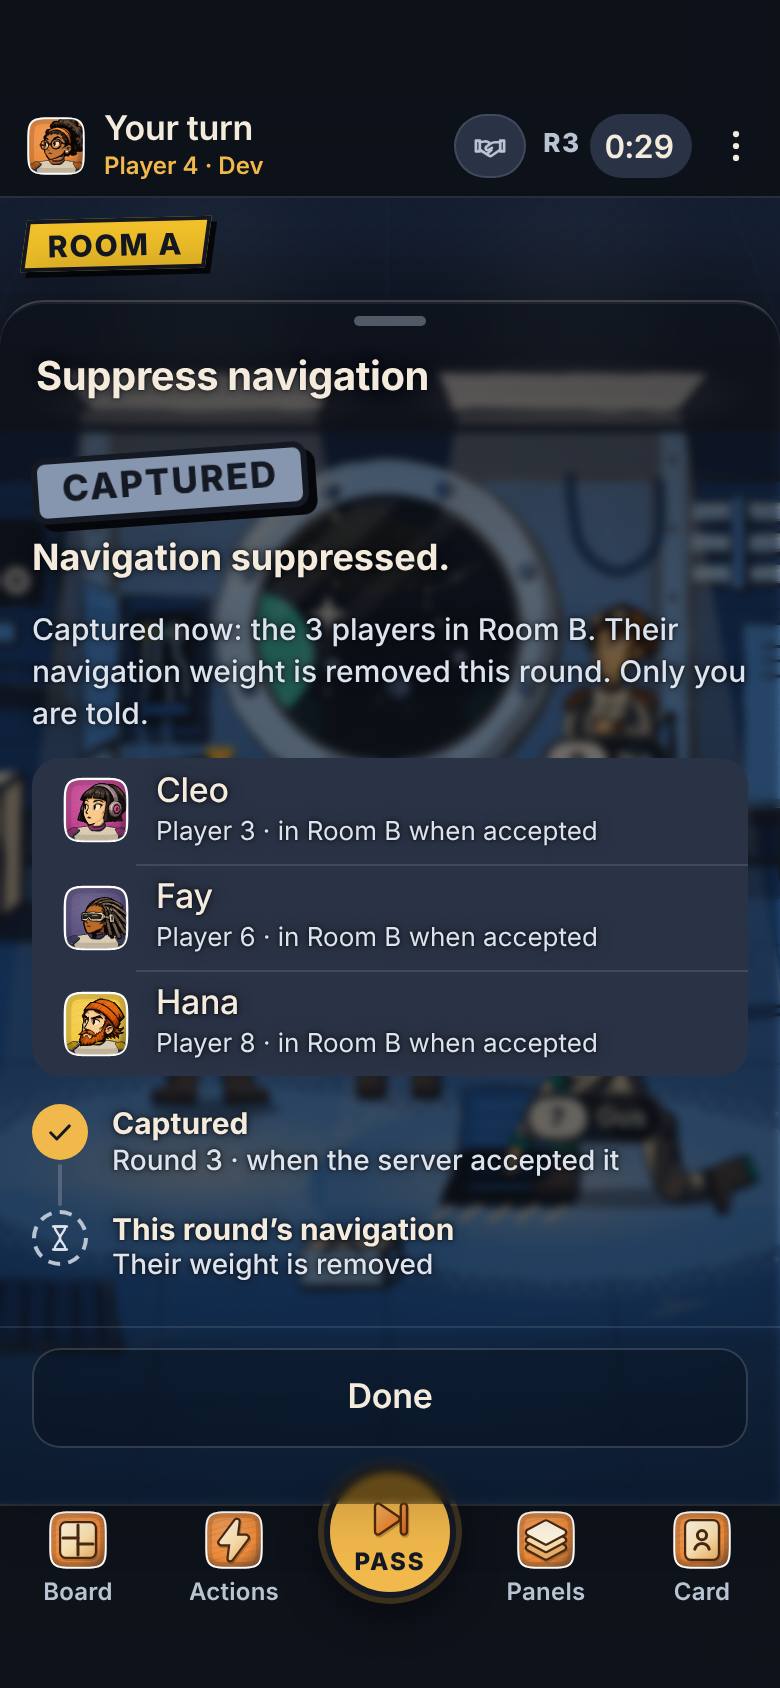 Your turn
Player 4 · Dev
R3
0:29
ROOM A
Suppress navigation
CAPTURED
Navigation suppressed.
Captured now: the 3 players in Room B. Their
navigation weight is removed this round. Only you
are told.
Cleo
Player 3 · in Room B when accepted
Fay
Player 6 · in Room B when accepted
Hana
Player 8 · in Room B when accepted
7 Gus
Captured
Round 3 · when the server accepted it
This round’s navigation
Their weight is removed
Done
Board
Actions
PASS
Panels
Card